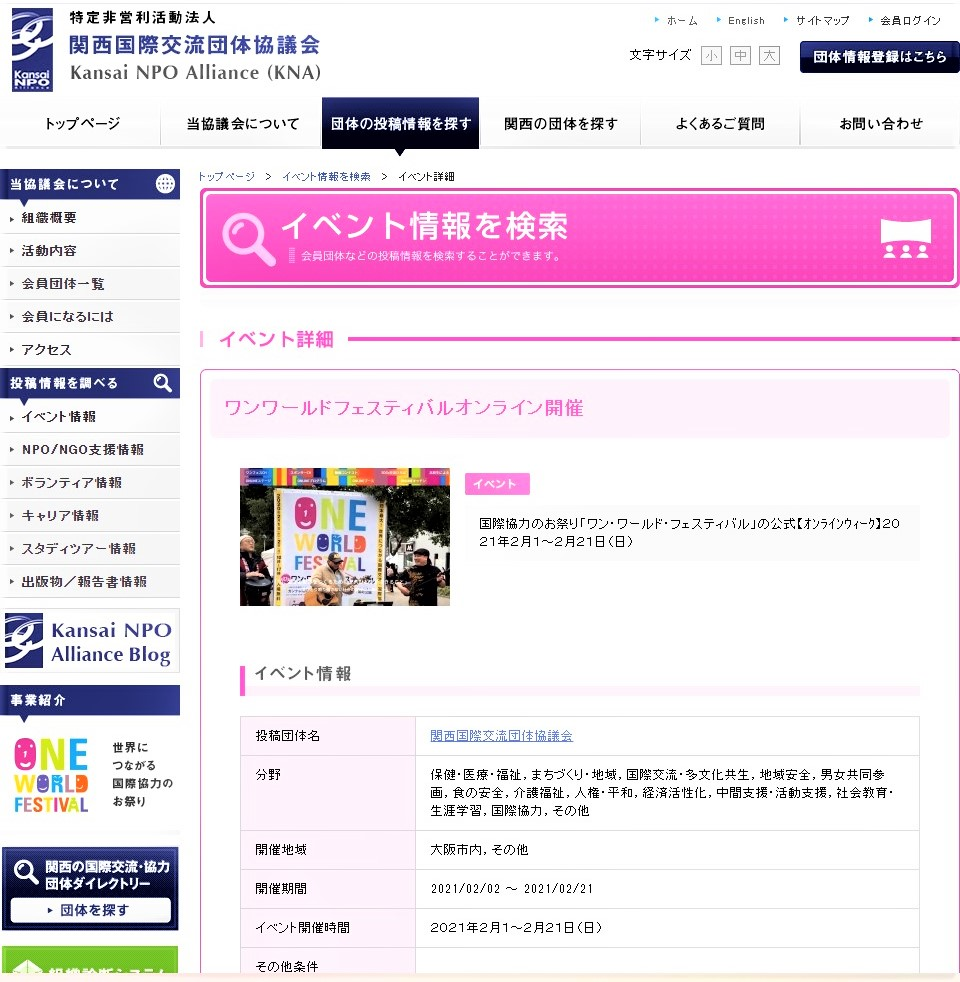 特定非営利活動法人
関西国際交流団体協議会
Kansai NPO Alliance (KNA)
Kansai
NPO
Alliance
ホーム English サイトマップ 会員ログイン
文字サイズ 小 中 大
団体情報登録はこちら
トップページ 当協議会について 団体の投稿情報を探す 関西の団体を探す よくあるご質問 お問い合わせ
当協議会について
組織概要
活動内容
会員団体一覧
会員になるには
アクセス
投稿情報を調べる
イベント情報
NPO/NGO支援情報
ボランティア情報
キャリア情報
スタディツアー情報
出版物／報告書情報
Kansai NPO
Alliance Blog
事業紹介
ONE
WORLD
FESTIVAL
世界に
つながる
国際協力の
お祭り
関西の国際交流・協力
団体ダイレクトリー
団体を探す
組織診断システム
トップページ > イベント情報を検索 > イベント詳細
イベント情報を検索
会員団体などの投稿情報を検索することができます。
イベント詳細
ワンワールドフェスティバルオンライン開催
ONE
WORLD
イベント
国際協力のお祭り「ワン・ワールド・フェスティバル」の公式【オンラインウィーク】20
21年2月1～2月21日（日）
イベント情報
投稿団体名 関西国際交流団体協議会
分野 保健・医療・福祉, まちづくり・地域, 国際交流・多文化共生, 地域安全, 男女共同参
画, 食の安全, 介護福祉, 人権・平和, 経済活性化, 中間支援・活動支援, 社会教育・
生涯学習, 国際協力, その他
開催地域 大阪市内, その他
開催期間 2021/02/02 ～ 2021/02/21
イベント開催時間 2021年2月1～2月21日（日）
その他条件